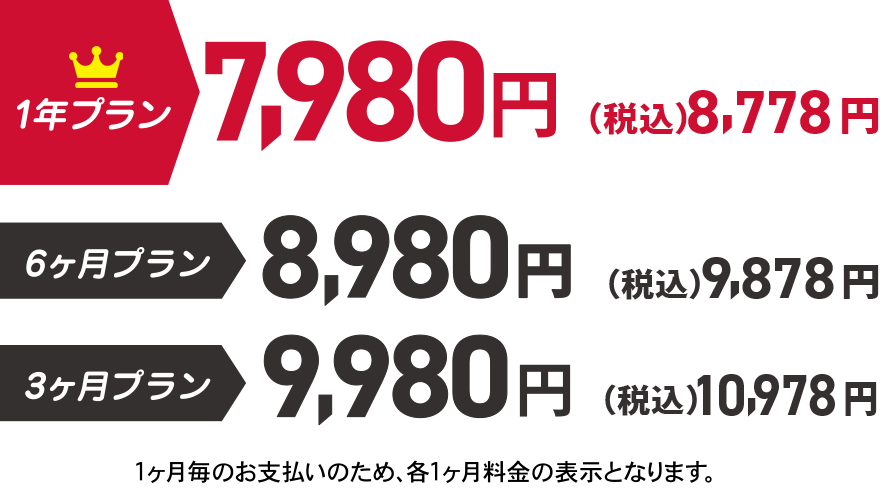 1年プラン 7,980円 (税込)8,778円
6ヶ月プラン 8,980円 (税込)9,878円
3ヶ月プラン 9,980円 (税込)10,978円
1ヶ月毎のお支払いのため、各1ヶ月料金の表示となります。